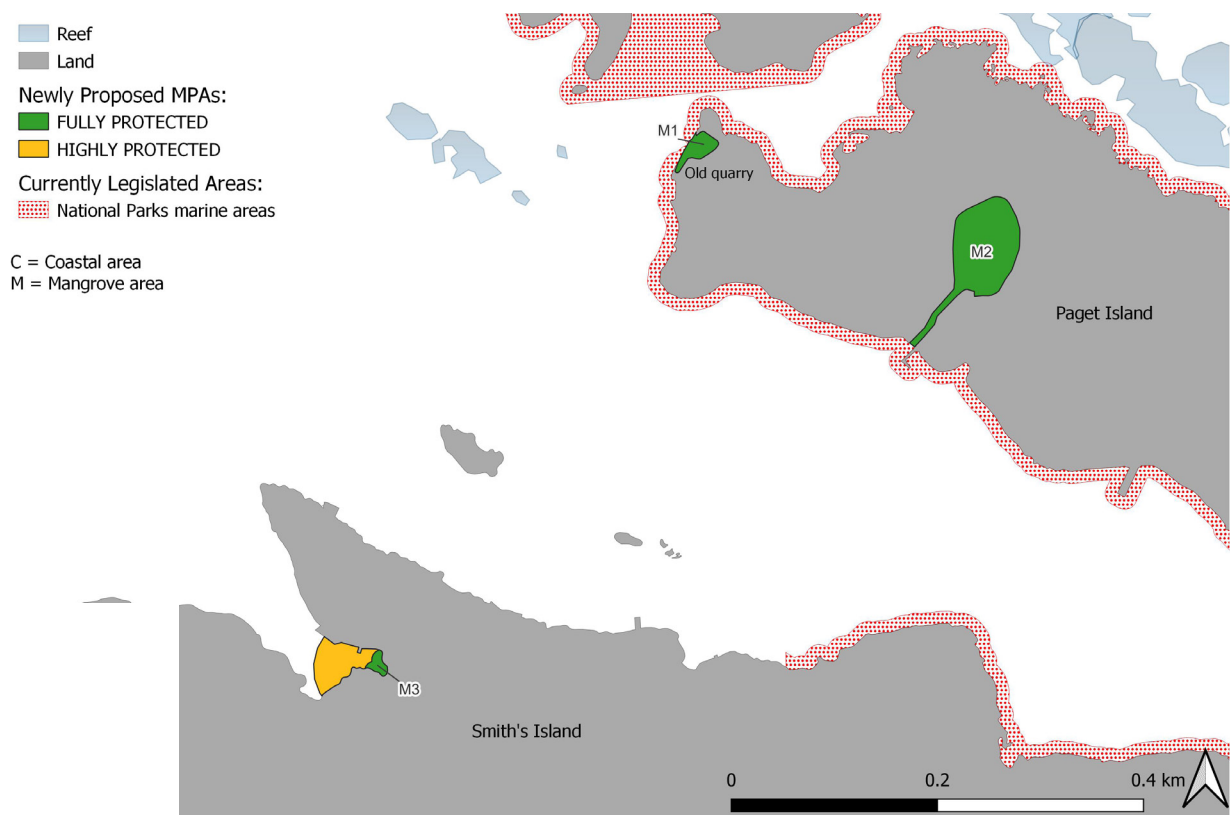 Reef
Land
Newly Proposed MPAs:
FULLY PROTECTED
HIGHLY PROTECTED
Currently Legislated Areas:
National Parks marine areas
C = Coastal area
M = Mangrove area
M1
Old quarry
M2
Paget Island
M3
Smith's Island
0 0.2 0.4 km